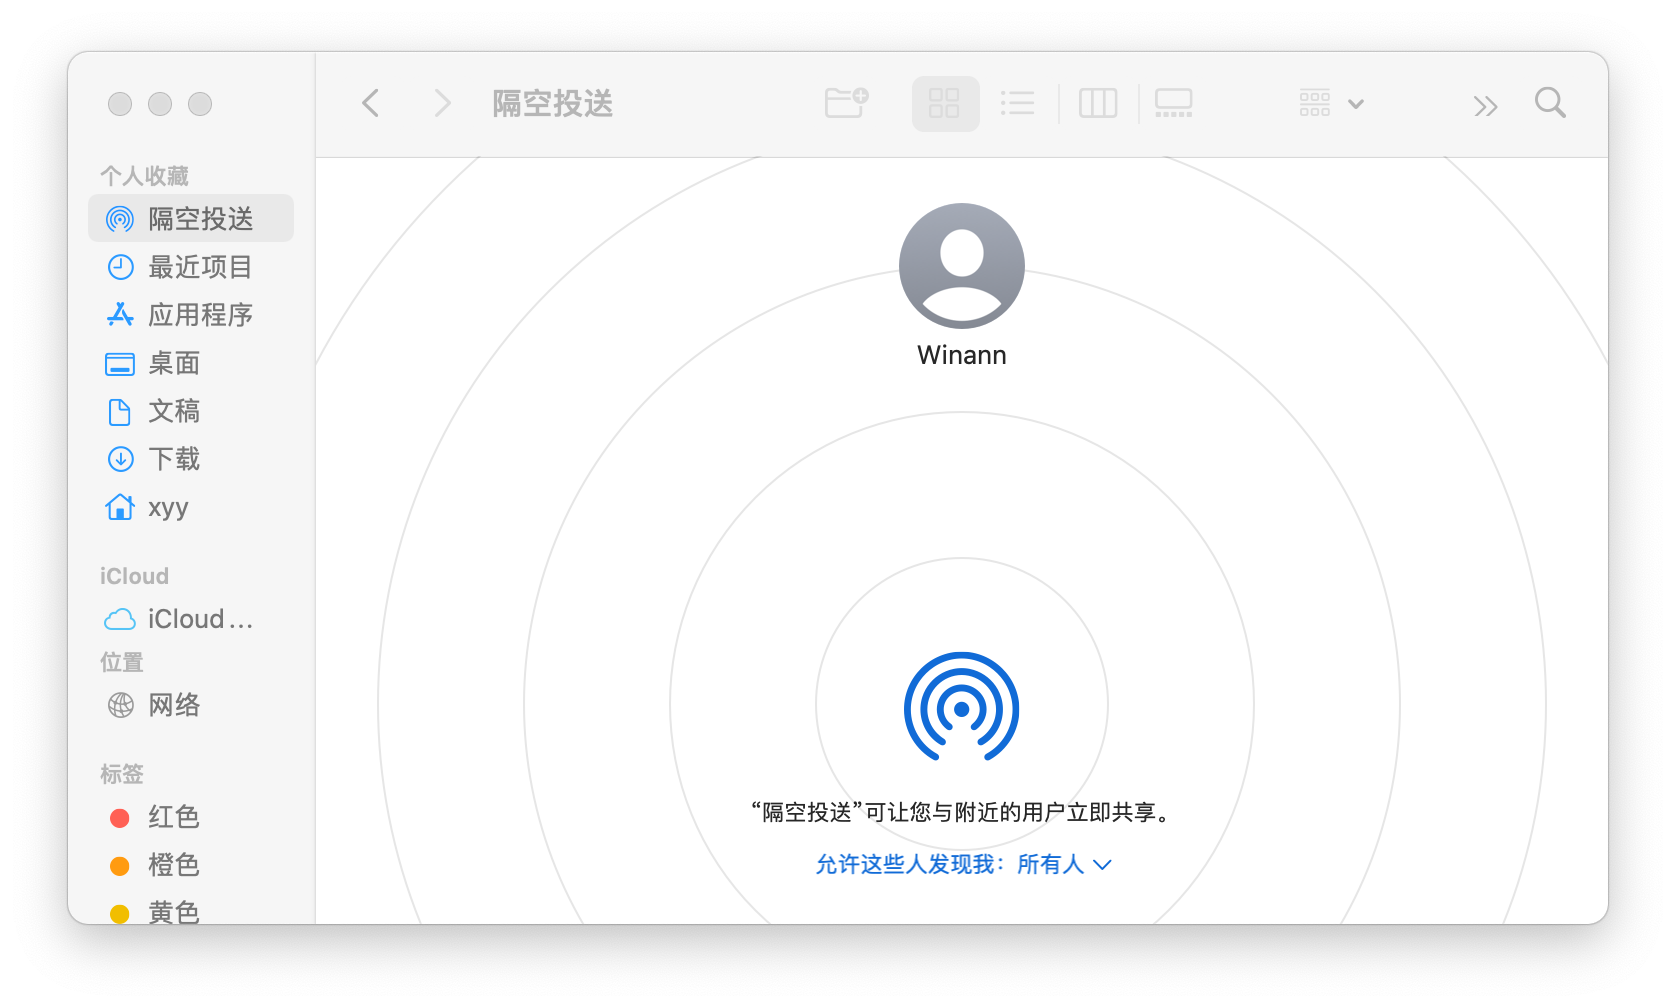 隔空投送
个人收藏
隔空投送
最近项目
应用程序
桌面
文稿
下载
xyy
iCloud
iCloud...
位置
网络
标签
红色
橙色
黄色
Winann
“隔空投送”可让您与附近的用户立即共享。
允许这些人发现我：所有人